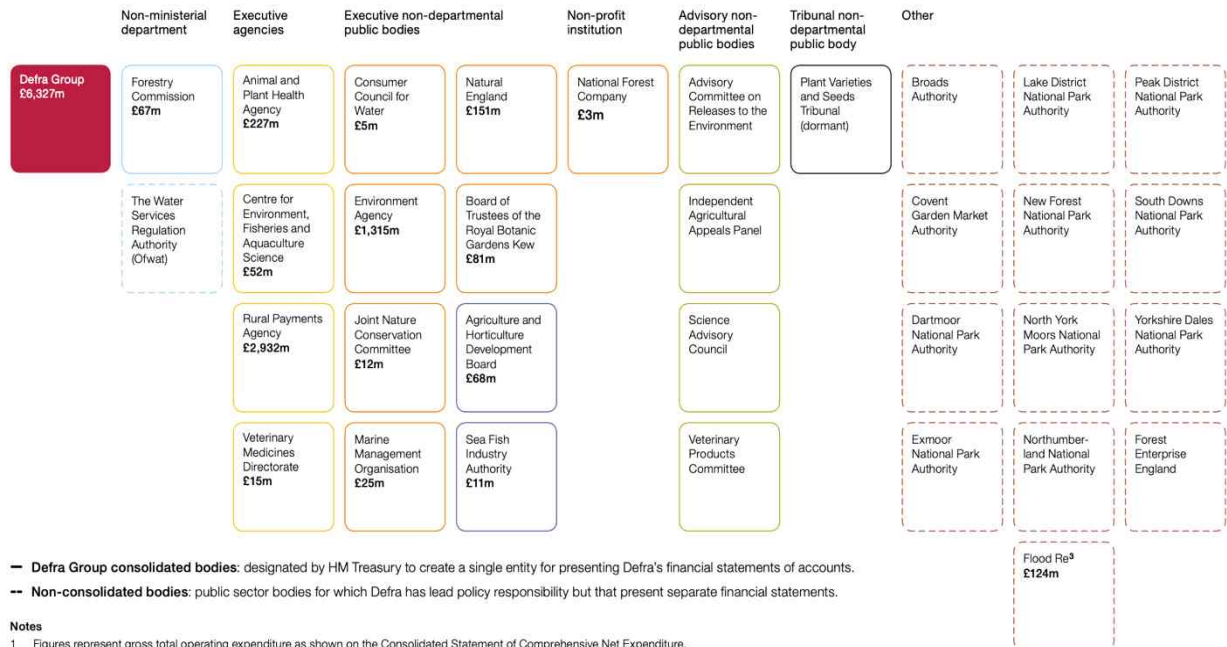 Non-ministerial
department
Executive
agencies
Executive non-departmental
public bodies
Non-profit
institution
Advisory non-
departmental
public bodies
Tribunal non-
departmental
public body
Other
Defra Group
£6,327m
Forestry
Commission
£67m
Animal and
Plant Health
Agency
£227m
Consumer
Council for
Water
£5m
Natural
England
£151m
National Forest
Company
£3m
Advisory
Committee on
Releases to the
Environment
Plant Varieties
and Seeds
Tribunal
(dormant)
Broads
Authority
Lake District
National Park
Authority
Peak District
National Park
Authority
The Water
Services
Regulation
Authority
(Ofwat)
Centre for
Environment,
Fisheries and
Aquaculture
Science
£52m
Environment
Agency
£1,315m
Board of
Trustees of the
Royal Botanic
Gardens Kew
£81m
Independent
Agricultural
Appeals Panel
Covent
Garden Market
Authority
New Forest
National Park
Authority
South Downs
National Park
Authority
Rural Payments
Agency
£2,932m
Joint Nature
Conservation
Committee
£12m
Agriculture and
Horticulture
Development
Board
£68m
Science
Advisory
Council
Dartmoor
National Park
Authority
North York
Moors National
Park Authority
Yorkshire Dales
National Park
Authority
Veterinary
Medicines
Directorate
£15m
Marine
Management
Organisation
£25m
Sea Fish
Industry
Authority
£11m
Veterinary
Products
Committee
Exmoor
National Park
Authority
Northumber-
land National
Park Authority
Forest
Enterprise
England
Flood Re3
£124m
— Defra Group consolidated bodies: designated by HM Treasury to create a single entity for presenting Defra's financial statements of accounts.
-- Non-consolidated bodies: public sector bodies for which Defra has lead policy responsibility but that present separate financial statements.
Notes
1 Figures represent gross total operating expenditure as shown on the Consolidated Statement of Comprehensive Net Expenditure.